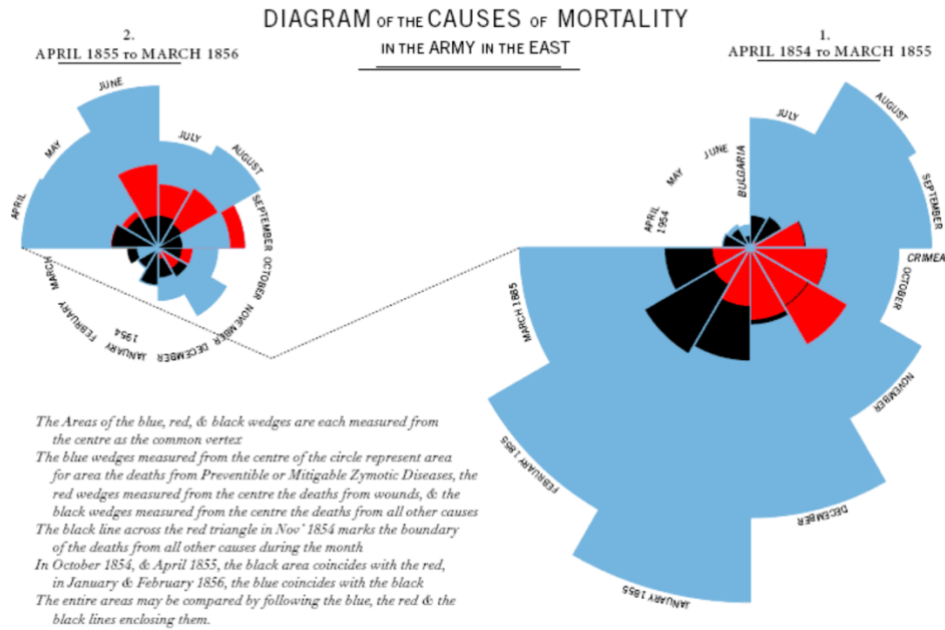 DIAGRAM OF THE CAUSES OF MORTALITY
IN THE ARMY IN THE EAST
2.
APRIL 1855 TO MARCH 1856
1.
APRIL 1854 TO MARCH 1855
APRIL
MAY
JUNE
JULY
AUGUST
SEPTEMBER
OCTOBER
NOVEMBER
DECEMBER
JANUARY
1954
FEBRUARY
MARCH
APRIL
1954
MAY
JUNE
BULGARIA
JULY
AUGUST
SEPTEMBER
CRIMEA
OCTOBER
NOVEMBER
DECEMBER
JANUARY 1855
FEBRUARY 1855
MARCH 1885
The Areas of the blue, red, & black wedges are each measured from
the centre as the common vertex
The blue wedges measured from the centre of the circle represent area
for area the deaths from Preventible or Mitigable Zymotic Diseases, the
red wedges measured from the centre the deaths from wounds, & the
black wedges measured from the centre the deaths from all other causes
The black line across the red triangle in Nov' 1854 marks the boundary
of the deaths from all other causes during the month
In October 1854, & April 1855, the black area coincides with the red,
in January & February 1856, the blue coincides with the black
The entire areas may be compared by following the blue, the red & the
black lines enclosing them.